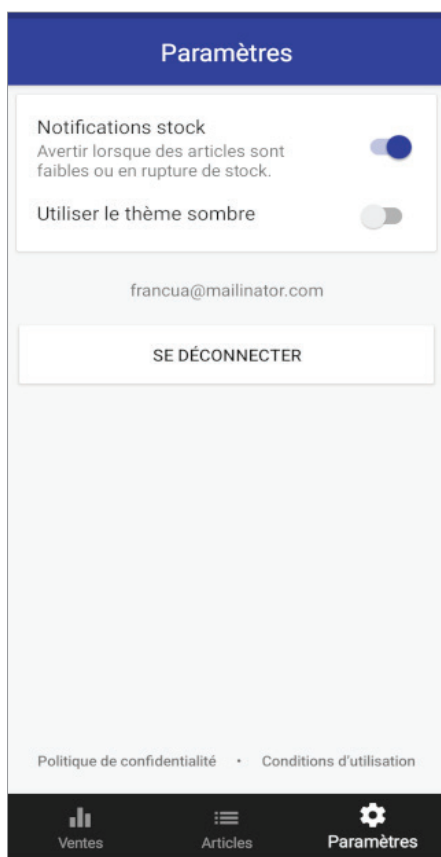 Paramètres
Notifications stock
Avertir lorsque des articles sont
faibles ou en rupture de stock.
Utiliser le thème sombre
francua@mailinator.com
SE DÉCONNECTER
Politique de confidentialité • Conditions d'utilisation
Ventes Articles Paramètres